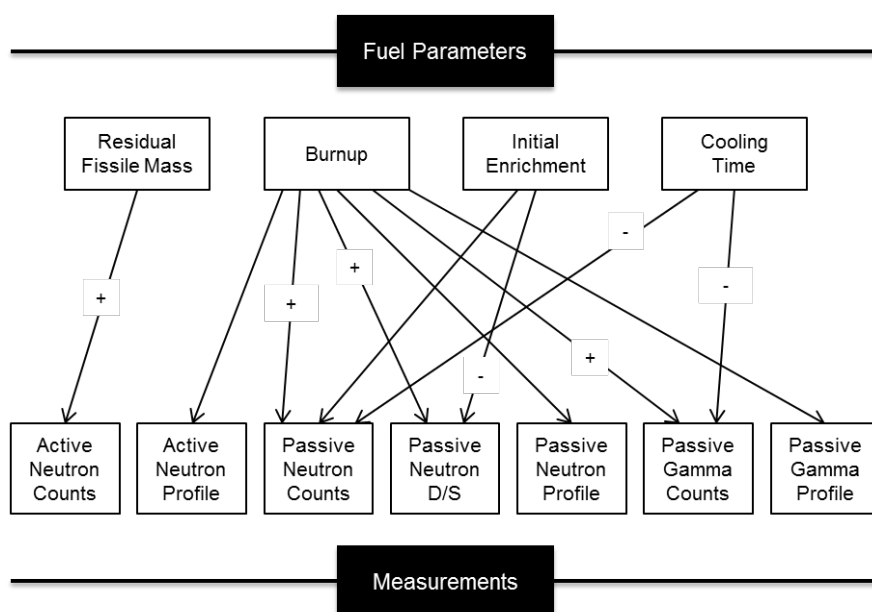 Fuel Parameters
Residual
Fissile Mass
Burnup
Initial
Enrichment
Cooling
Time
-
+
+
+
-
+
-
Active
Neutron
Counts
Active
Neutron
Profile
Passive
Neutron
Counts
Passive
Neutron
D/S
Passive
Neutron
Profile
Passive
Gamma
Counts
Passive
Gamma
Profile
Measurements